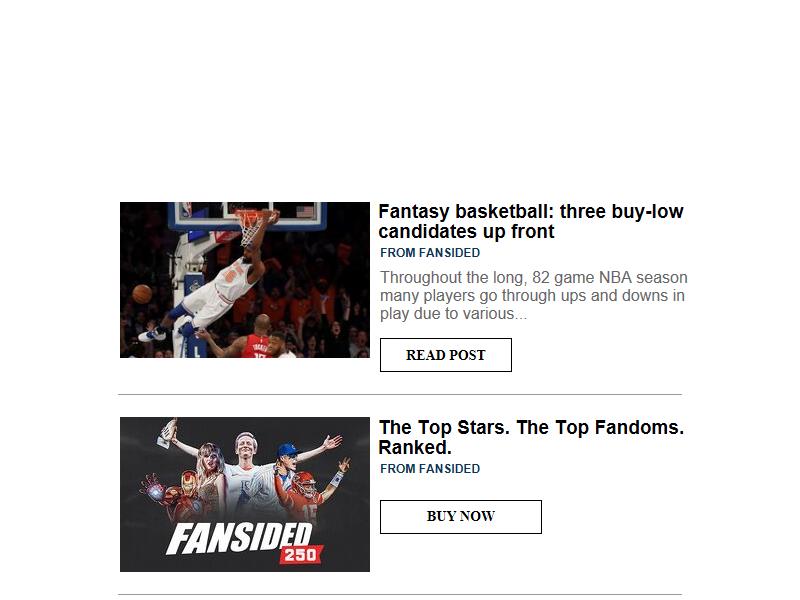 Fantasy basketball: three buy-low
candidates up front
FROM FANSIDED
Throughout the long, 82 game NBA season
many players go through ups and downs in
play due to various...
READ POST
The Top Stars. The Top Fandoms.
Ranked.
FROM FANSIDED
FANSIDED
250
BUY NOW